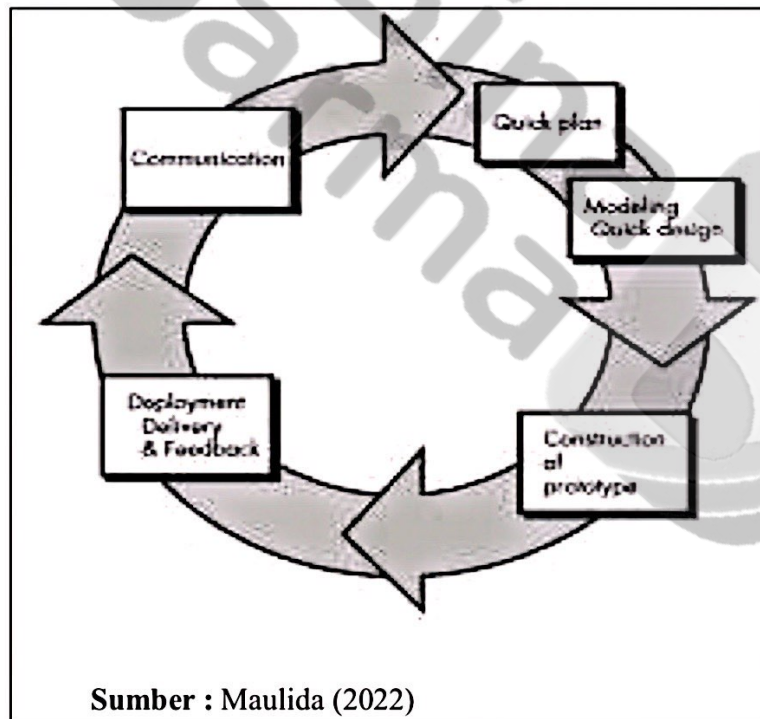 Communication
Quick plan
Modeling
Quick design
Construction
of
prototype
Deployment
Delivery
& Feedback
Sumber : Maulida (2022)